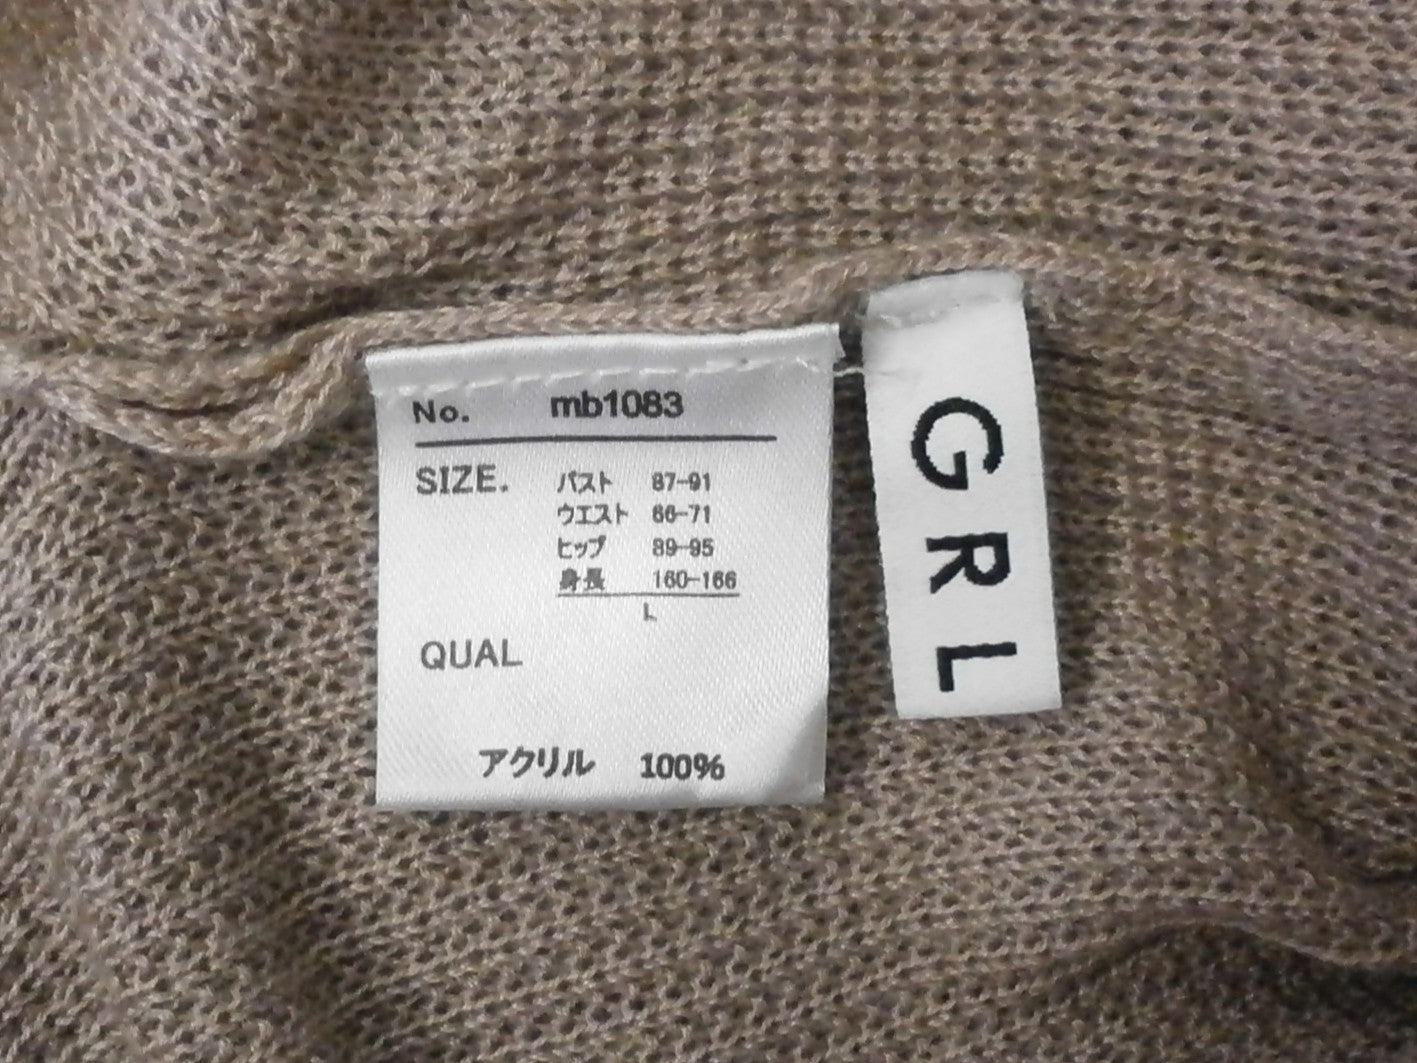 No. mb1083
SIZE. バスト 87-91
ウエスト 66-71
ヒップ 89-95
身長 160-166
L
QUAL
アクリル 100%
GRL